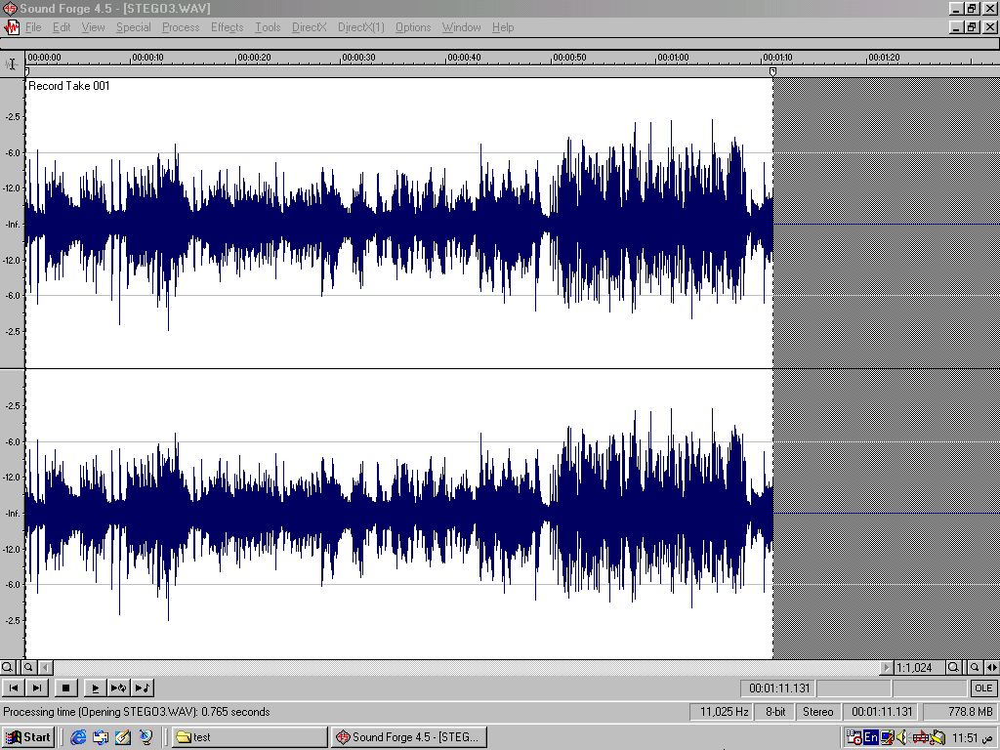 Sound Forge 4.5 - [STEGO3.WAV]
File Edit View Special Process Effects Tools DirectX DirectX(1) Options Window Help
00:00:00 00:00:10 00:00:20 00:00:30 00:00:40 00:00:50 00:01:00 00:01:10 00:01:20
Record Take 001
-2.5
-6.0
-12.0
-Inf.
-12.0
-6.0
-2.5
-2.5
-6.0
-12.0
-Inf.
-12.0
-6.0
-2.5
1:1,024
00:01:11.131 OLE
Processing time (Opening STEGO3.WAV): 0.765 seconds 11,025 Hz 8-bit Stereo 00:01:11.131 778.8 MB
Start test Sound Forge 4.5 - [STEG... En 11:51 ص